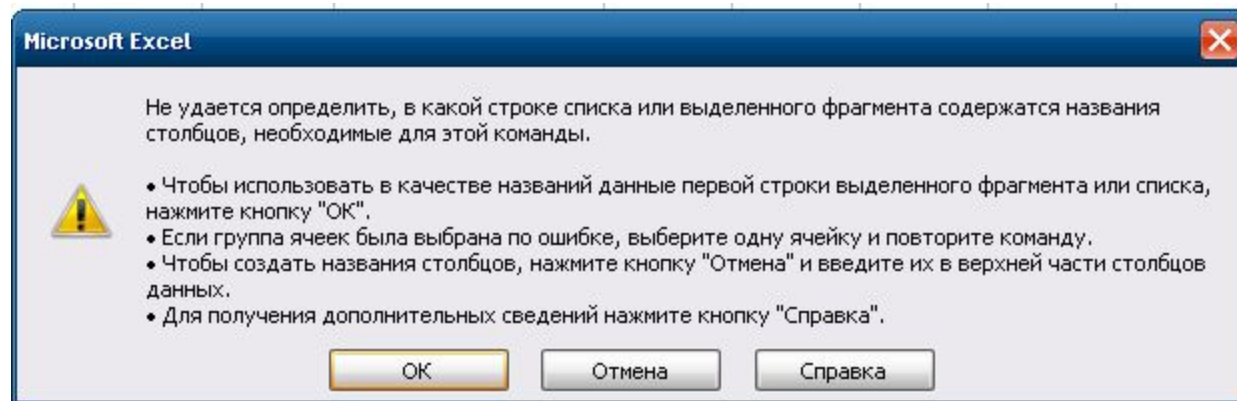 Microsoft Excel
Не удается определить, в какой строке списка или выделенного фрагмента содержатся названия
столбцов, необходимые для этой команды.
• Чтобы использовать в качестве названий данные первой строки выделенного фрагмента или списка,
нажмите кнопку "ОК".
• Если группа ячеек была выбрана по ошибке, выберите одну ячейку и повторите команду.
• Чтобы создать названия столбцов, нажмите кнопку "Отмена" и введите их в верхней части столбцов
данных.
• Для получения дополнительных сведений нажмите кнопку "Справка".
ОК Отмена Справка